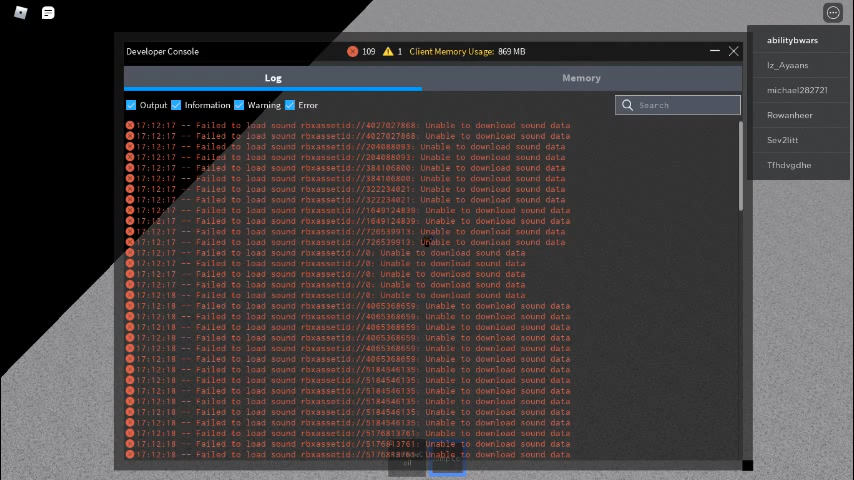 Developer Console
109
1
Client Memory Usage: 869 MB
Log
Memory
Output
Information
Warning
Error
Search
17:12:17 -- Failed to load sound rbxassetid://4027027868: Unable to download sound data
17:12:17 -- Failed to load sound rbxassetid://4027027868: Unable to download sound data
17:12:17 -- Failed to load sound rbxassetid://204088093: Unable to download sound data
17:12:17 -- Failed to load sound rbxassetid://204088093: Unable to download sound data
17:12:17 -- Failed to load sound rbxassetid://384106800: Unable to download sound data
17:12:17 -- Failed to load sound rbxassetid://384106800: Unable to download sound data
17:12:17 -- Failed to load sound rbxassetid://322234021: Unable to download sound data
17:12:17 -- Failed to load sound rbxassetid://322234021: Unable to download sound data
17:12:17 -- Failed to load sound rbxassetid://1649124839: Unable to download sound data
17:12:17 -- Failed to load sound rbxassetid://1649124839: Unable to download sound data
17:12:17 -- Failed to load sound rbxassetid://726539913: Unable to download sound data
17:12:17 -- Failed to load sound rbxassetid://726539913: Unable to download sound data
17:12:17 -- Failed to load sound rbxassetid://0: Unable to download sound data
17:12:17 -- Failed to load sound rbxassetid://0: Unable to download sound data
17:12:17 -- Failed to load sound rbxassetid://0: Unable to download sound data
17:12:17 -- Failed to load sound rbxassetid://0: Unable to download sound data
17:12:18 -- Failed to load sound rbxassetid://0: Unable to download sound data
17:12:18 -- Failed to load sound rbxassetid://4065368659: Unable to download sound data
17:12:18 -- Failed to load sound rbxassetid://4065368659: Unable to download sound data
17:12:18 -- Failed to load sound rbxassetid://4065368659: Unable to download sound data
17:12:18 -- Failed to load sound rbxassetid://4065368659: Unable to download sound data
17:12:18 -- Failed to load sound rbxassetid://4065368659: Unable to download sound data
17:12:18 -- Failed to load sound rbxassetid://4065368659: Unable to download sound data
17:12:18 -- Failed to load sound rbxassetid://5184546135: Unable to download sound data
17:12:18 -- Failed to load sound rbxassetid://5184546135: Unable to download sound data
17:12:18 -- Failed to load sound rbxassetid://5184546135: Unable to download sound data
17:12:18 -- Failed to load sound rbxassetid://5184546135: Unable to download sound data
17:12:18 -- Failed to load sound rbxassetid://5184546135: Unable to download sound data
17:12:18 -- Failed to load sound rbxassetid://5184546135: Unable to download sound data
17:12:18 -- Failed to load sound rbxassetid://5176813761: Unable to download sound data
17:12:18 -- Failed to load sound rbxassetid://5176813761: Unable to download sound data
17:12:18 -- Failed to load sound Unable to download sound data
abilitybwars
Iz_Ayaans
michael282721
Rowanheer
Sev2litt
Tfhdvgdhe